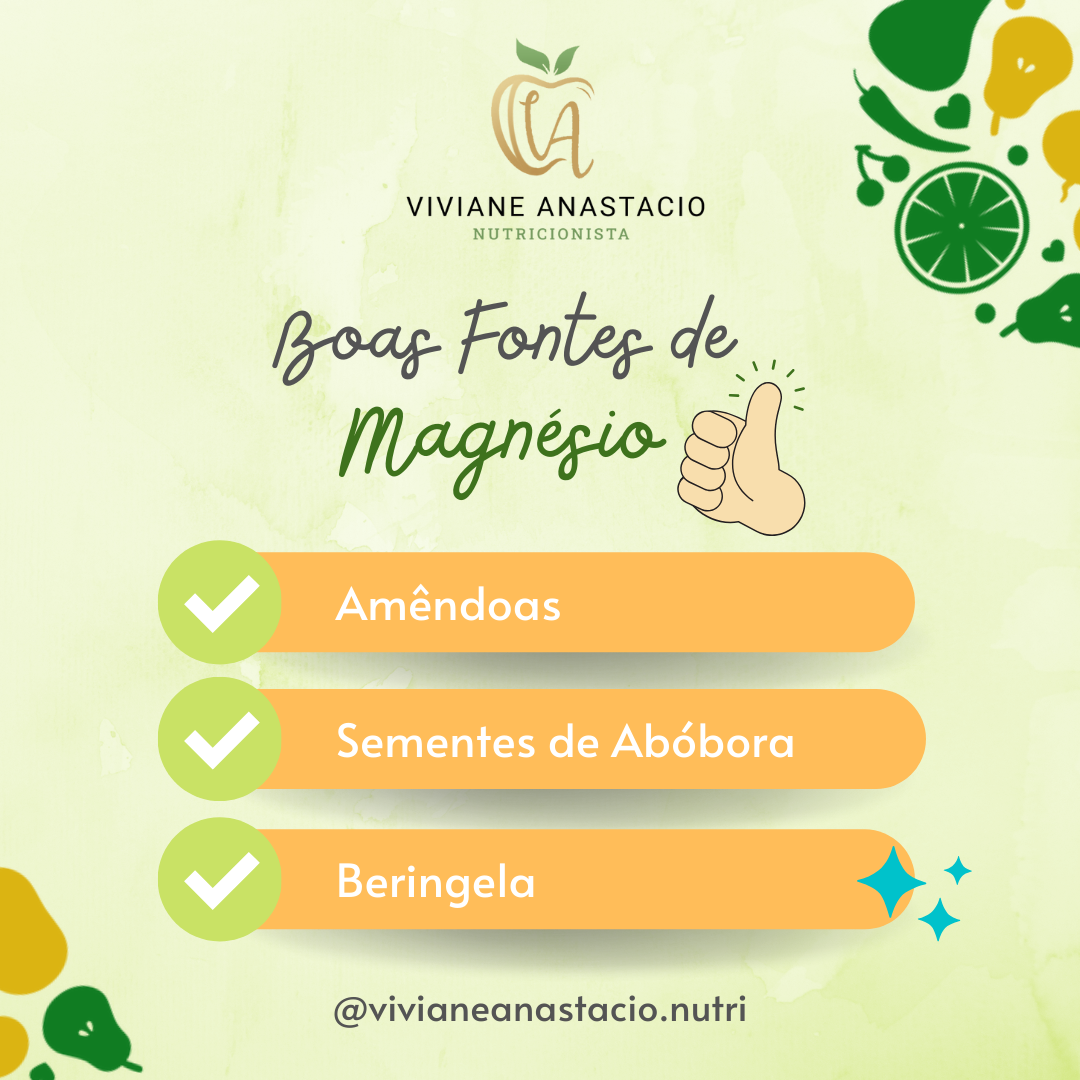 VIVIANE ANASTACIO
NUTRICIONISTA
Boas Fontes de
Magnésio
Amêndoas
Sementes de Abóbora
Beringela
@vivianeanastacio.nutri